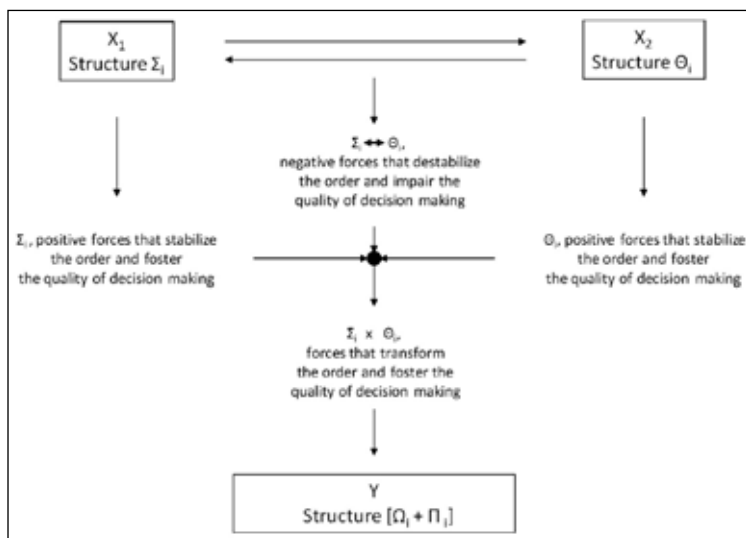 X₁
Structure Σᵢ
X₂
Structure Θᵢ
Σᵢ ↔ Θᵢ,
negative forces that destabilize
the order and impair the
quality of decision making
Σᵢ, positive forces that stabilize
the order and foster
the quality of decision making
Θᵢ, positive forces that stabilize
the order and foster
the quality of decision making
Σᵢ x Θᵢ,
forces that transform
the order and foster the
quality of decision making
Y
Structure [Ωᵢ + Πᵢ]